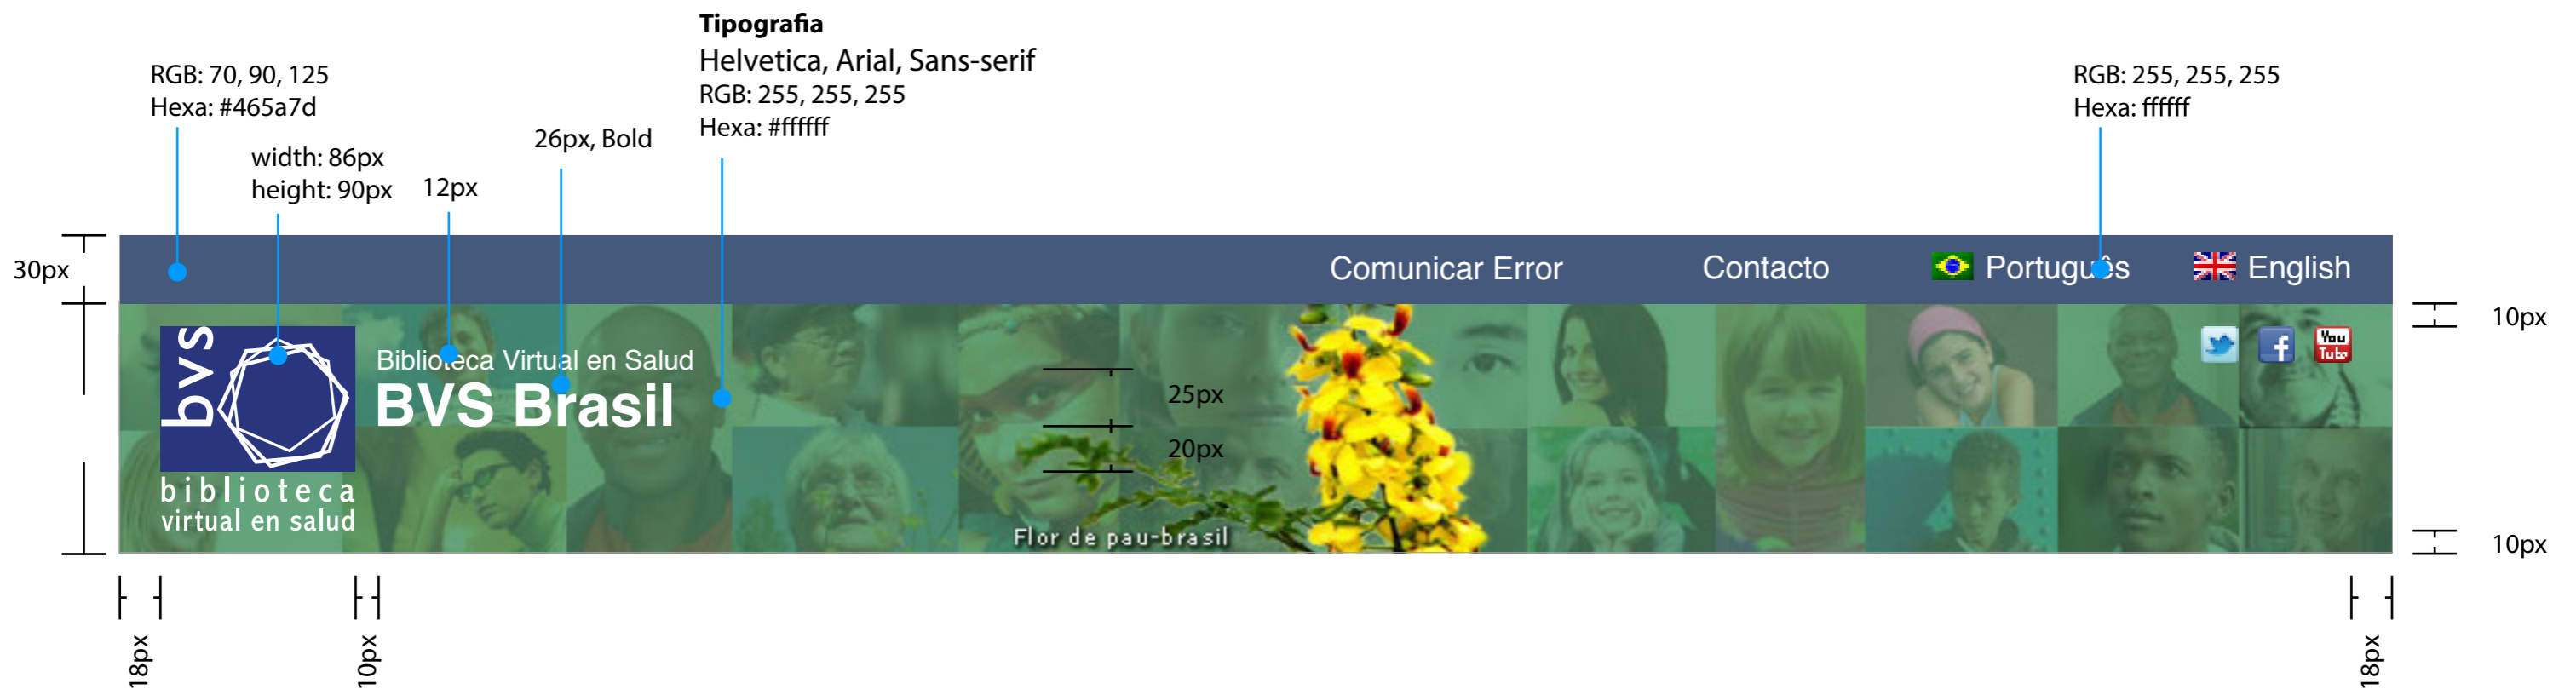 Tipografia
Helvetica, Arial, Sans-serif
RGB: 255, 255, 255
Hexa: #ffffff
RGB: 70, 90, 125
Hexa: #465a7d
RGB: 255, 255, 255
Hexa: ffffff
26px, Bold
width: 86px
height: 90px
12px
30px
Comunicar Error
Contacto
Português
English
10px
bvs
Biblioteca Virtual en Salud
BVS Brasil
You
Tube
25px
20px
biblioteca
virtual en salud
Flor de pau-brasil
10px
18px
10px
18px